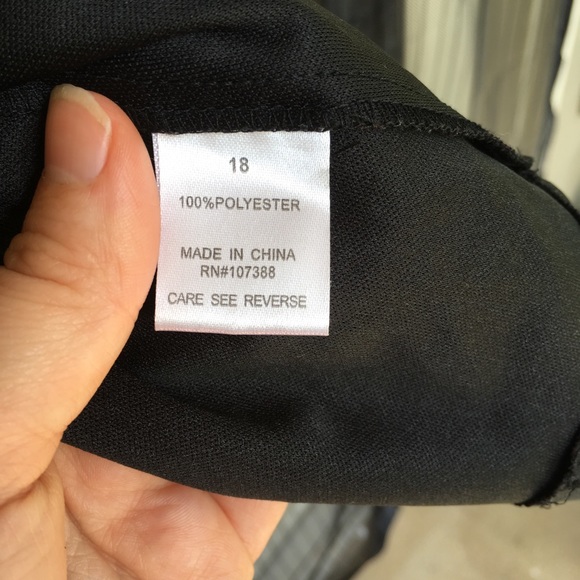 18
100%POLYESTER
MADE IN CHINA
RN#107388
CARE SEE REVERSE